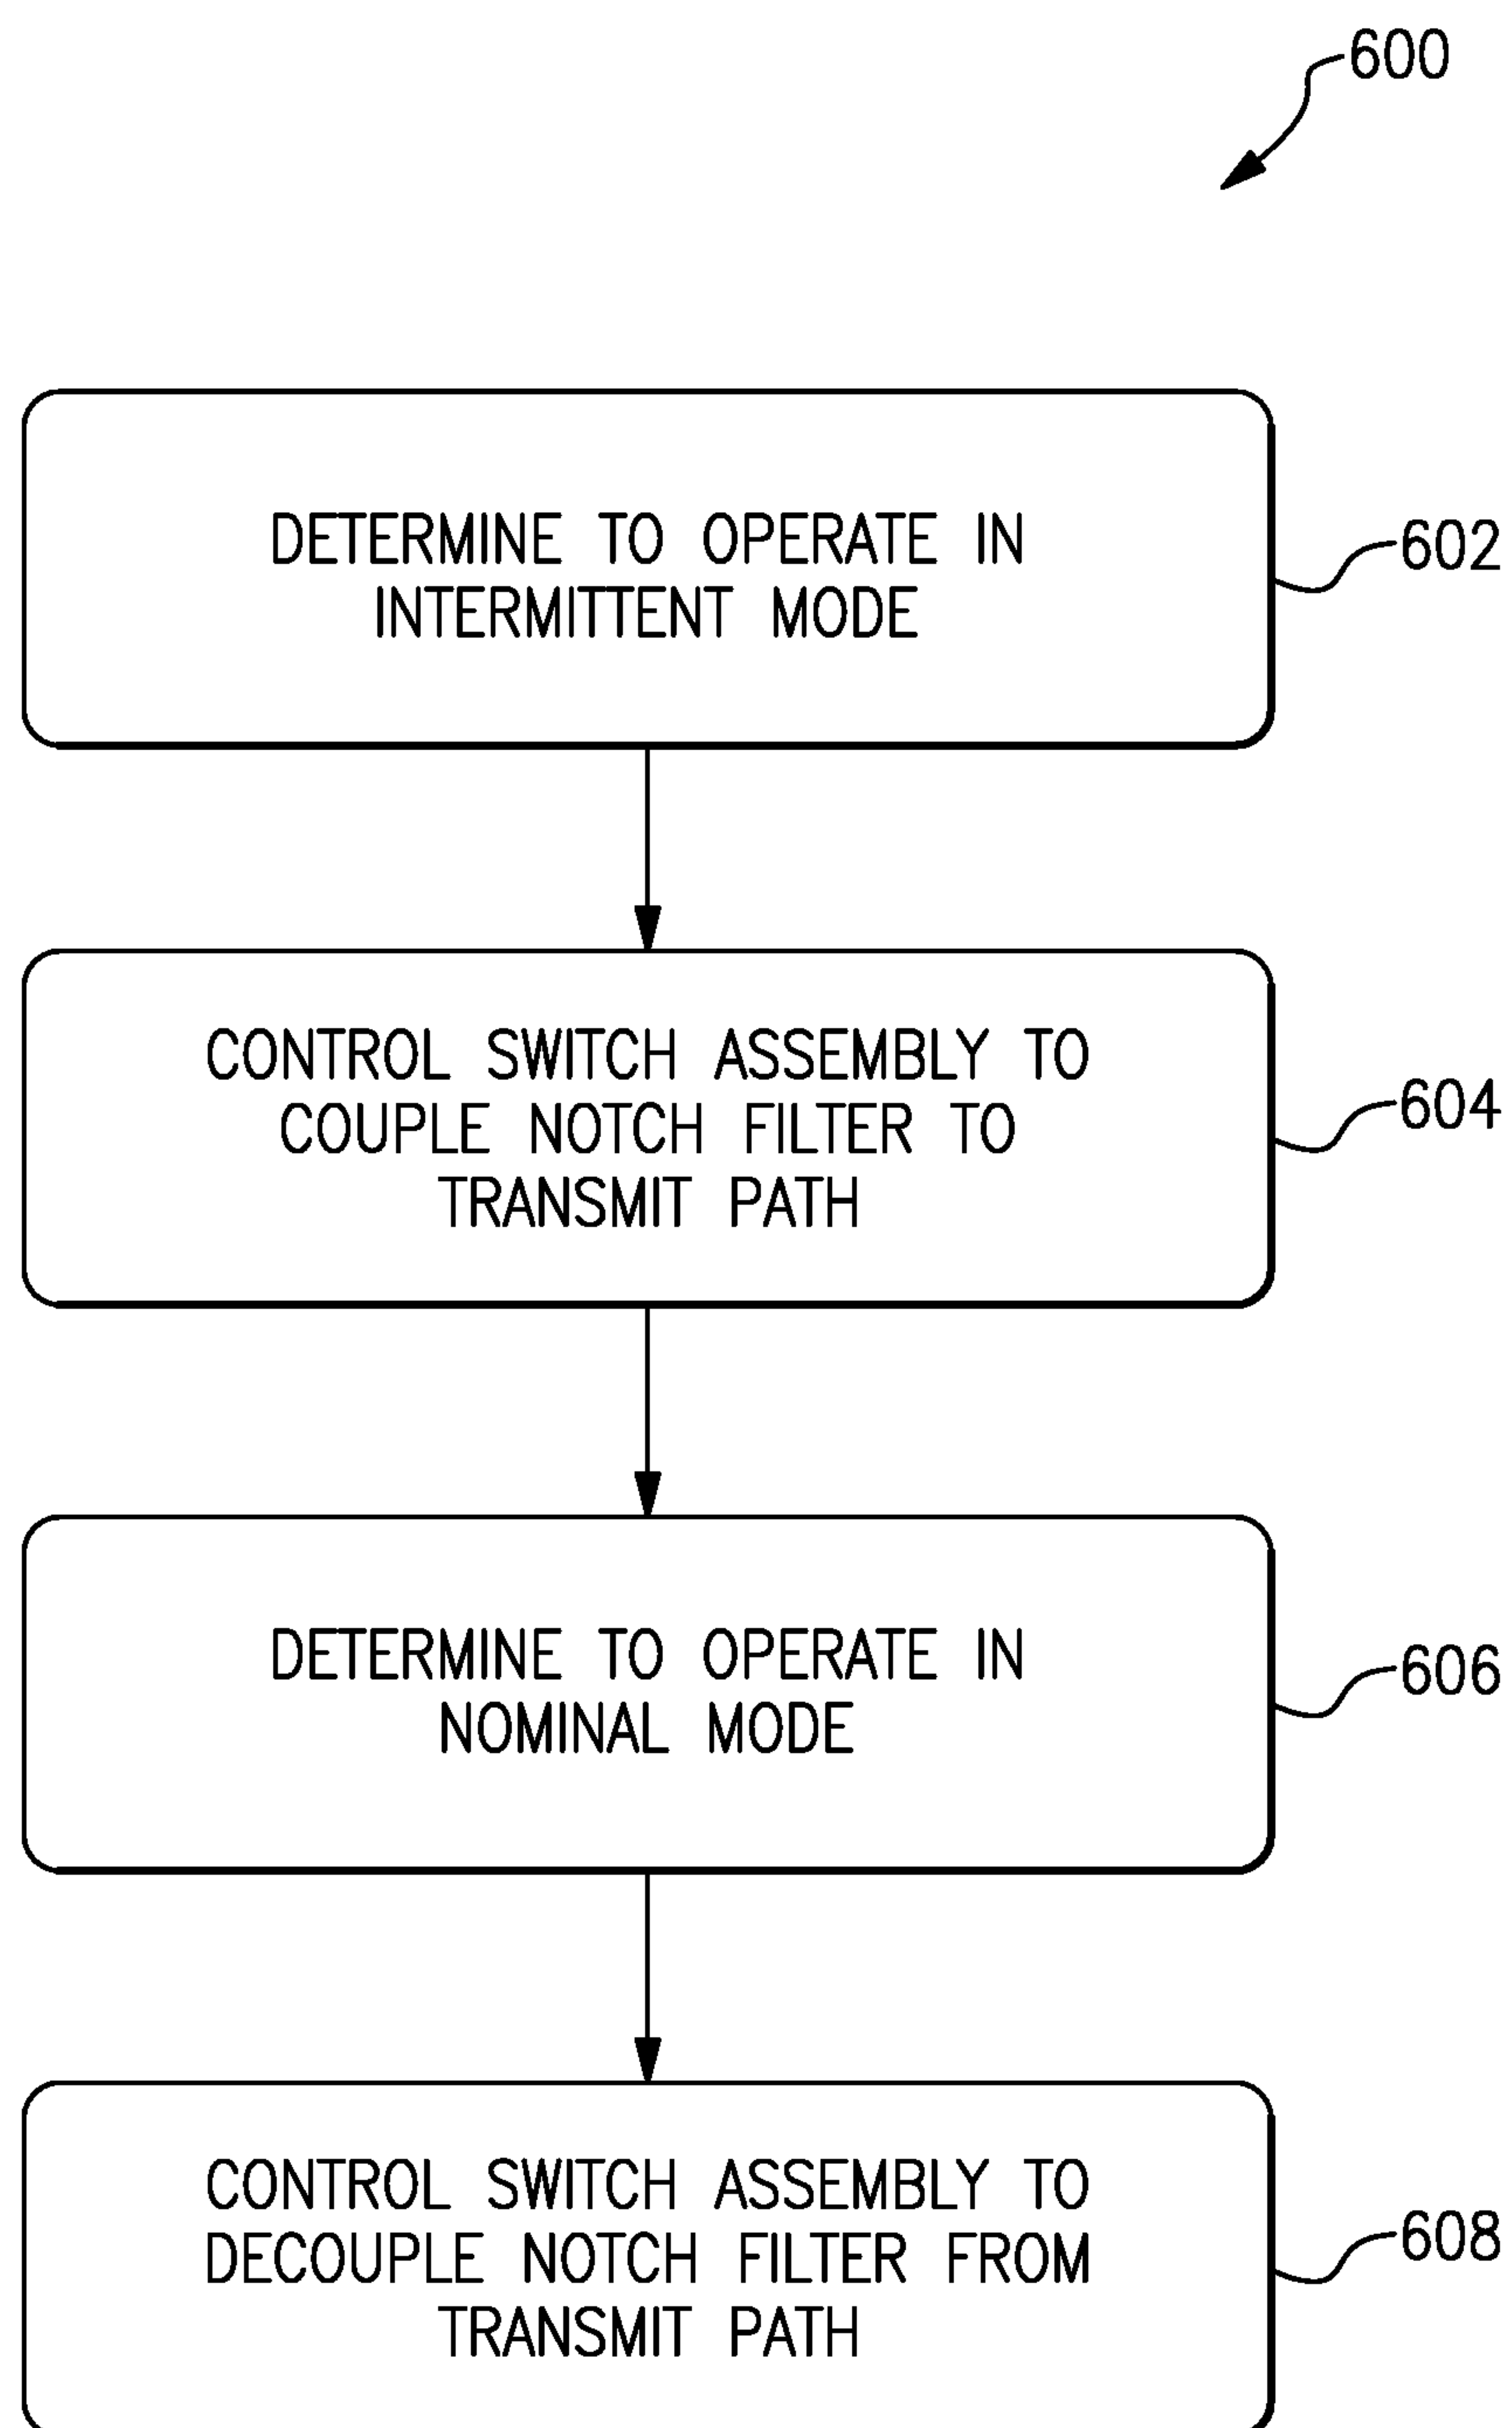 600
DETERMINE TO OPERATE IN
INTERMITTENT MODE
602
CONTROL SWITCH ASSEMBLY TO
COUPLE NOTCH FILTER TO
TRANSMIT PATH
604
DETERMINE TO OPERATE IN
NOMINAL MODE
606
CONTROL SWITCH ASSEMBLY TO
DECOUPLE NOTCH FILTER FROM
TRANSMIT PATH
608